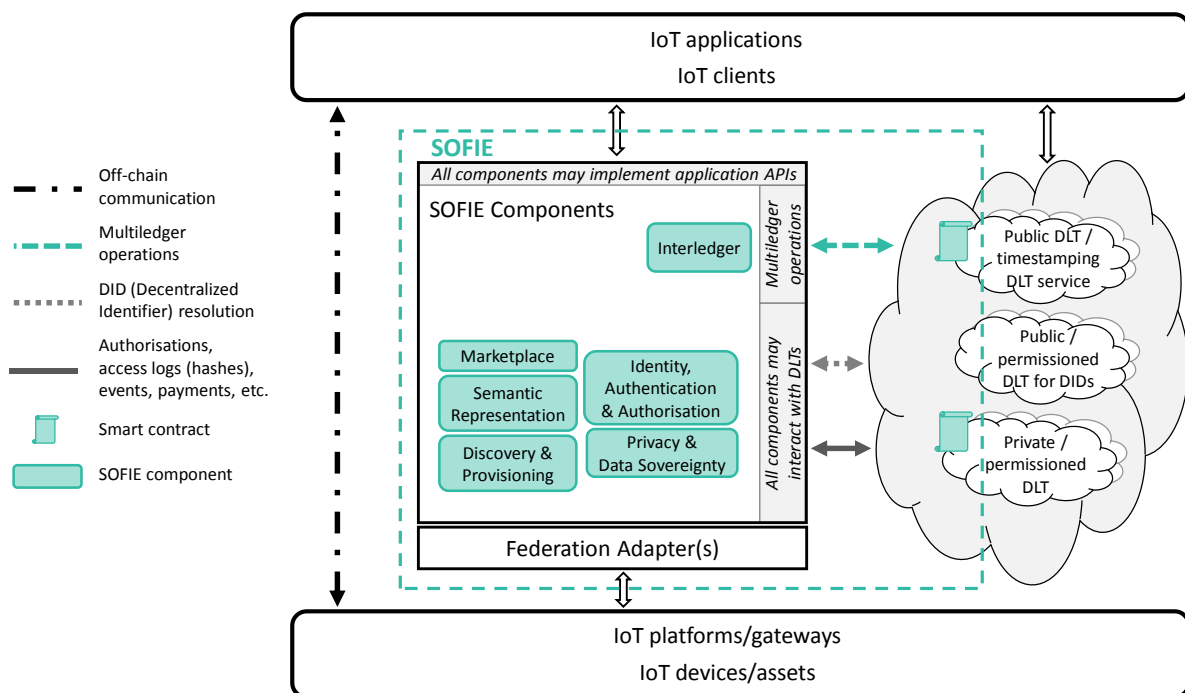 IoT applications
IoT clients
SOFIE
All components may implement application APIs
SOFIE Components
Interledger
Multiledger
operations
Marketplace
Semantic
Representation
Discovery &
Provisioning
Identity,
Authentication
& Authorisation
Privacy &
Data Sovereignty
All components may
interact with DLTs
Federation Adapter(s)
Public DLT /
timestamping
DLT service
Public /
permissioned
DLT for DIDs
Private /
permissioned
DLT
IoT platforms/gateways
IoT devices/assets
Off-chain
communication
Multiledger
operations
DID (Decentralized
Identifier) resolution
Authorisations,
access logs (hashes),
events, payments, etc.
Smart contract
SOFIE component